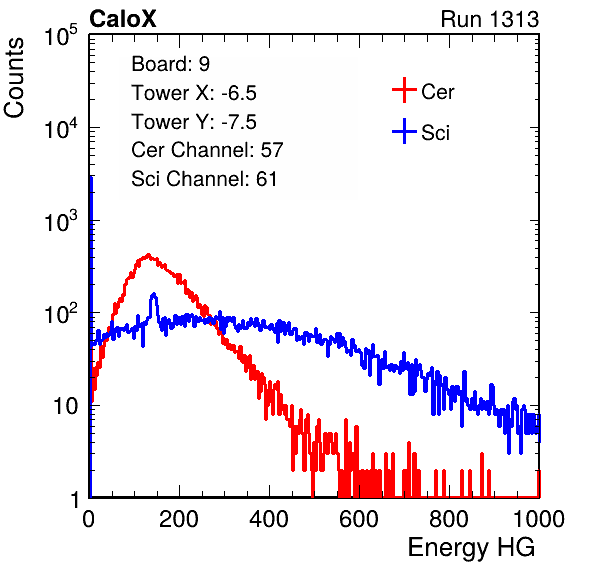 CaloX Run 1313
Counts
Board: 9
Tower X: -6.5
Tower Y: -7.5
Cer Channel: 57
Sci Channel: 61
Cer
Sci
10^5
10^4
10^3
10^2
10
1
0 200 400 600 800 1000
Energy HG